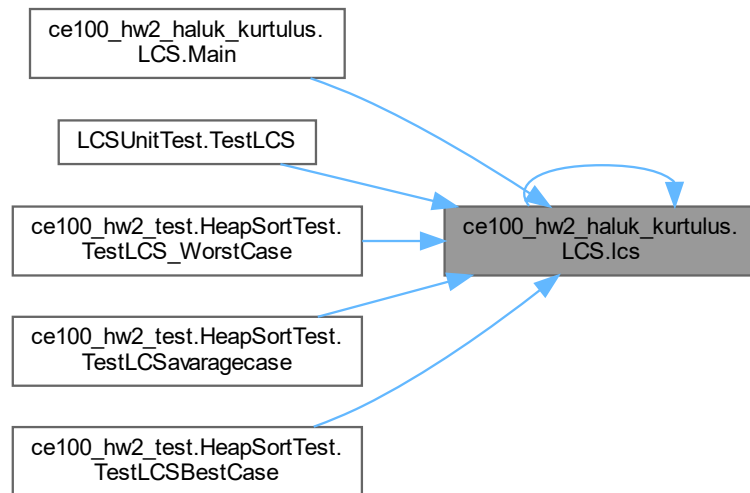 ce100_hw2_haluk_kurtulus.
LCS.Main
LCSUnitTest.TestLCS
ce100_hw2_test.HeapSortTest.
TestLCS_WorstCase
ce100_hw2_test.HeapSortTest.
TestLCSavaragecase
ce100_hw2_test.HeapSortTest.
TestLCSBestCase
ce100_hw2_haluk_kurtulus.
LCS.lcs